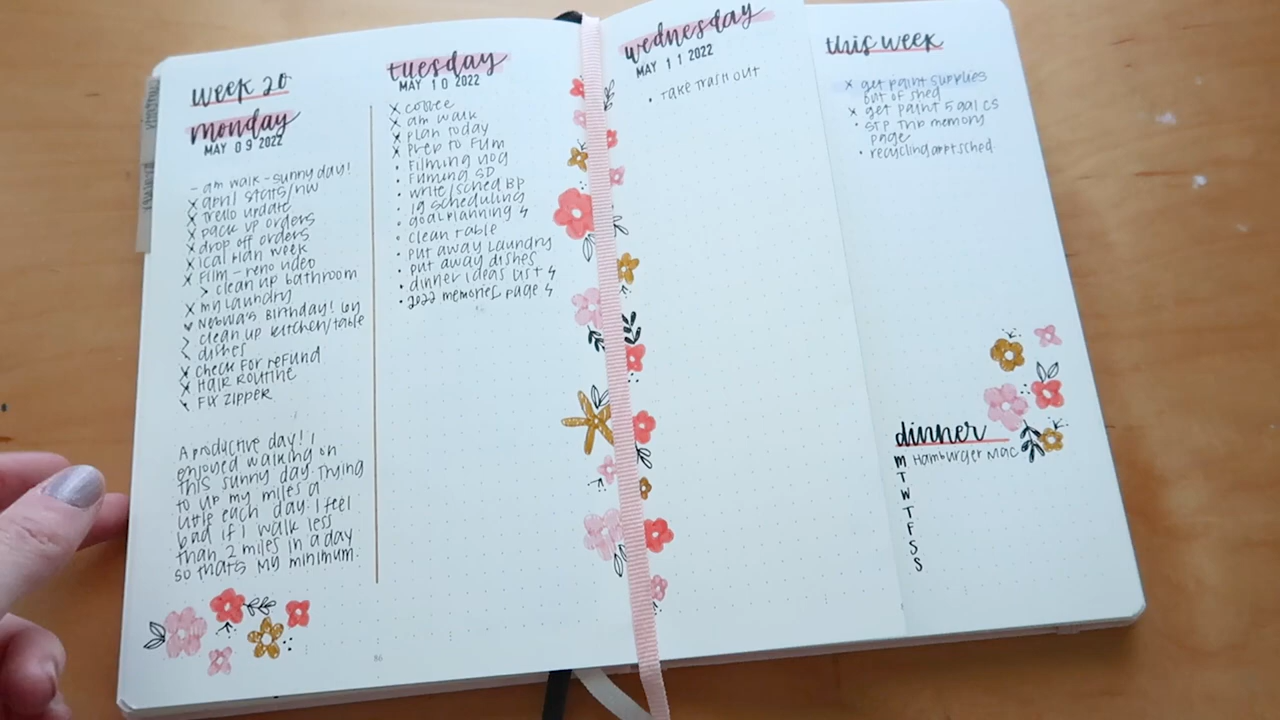 week 20
monday
MAY 09 2022
- am walk - sunny day!
x april stats/nw
x trello update
x pack up orders
x drop off orders
x ical plan week
x film - reno video
> clean up bathroom
x my laundry
♥ Nebula's Birthday!
> clean up kitchen/table
< dishes
x check for refund
x Hair routine
FIX ZIPPER
A productive day! I
enjoyed walking on
this sunny day. Trying
to up my miles a
little each day. I feel
bad if I walk less
than 2 miles in a day
so thats my minimum.
86
tuesday
MAY 10 2022
x coffee
x am walk
x plan today
x Prep to Film
• Filming vlog
• Filming SD
• write/sched BP
• ig scheduling
• goal planning ϟ
• clean table
• put away laundry
• put away dishes
• dinner ideas list ϟ
• 2022 memories page ϟ
wednesday
MAY 11 2022
• take trash out
this week
x get paint supplies
out of shed
x get paint 5 gal CS
• STP Trip memory
page
• recycling appt sched
dinner
M Hamburger Mac
T
W
T
F
S
S